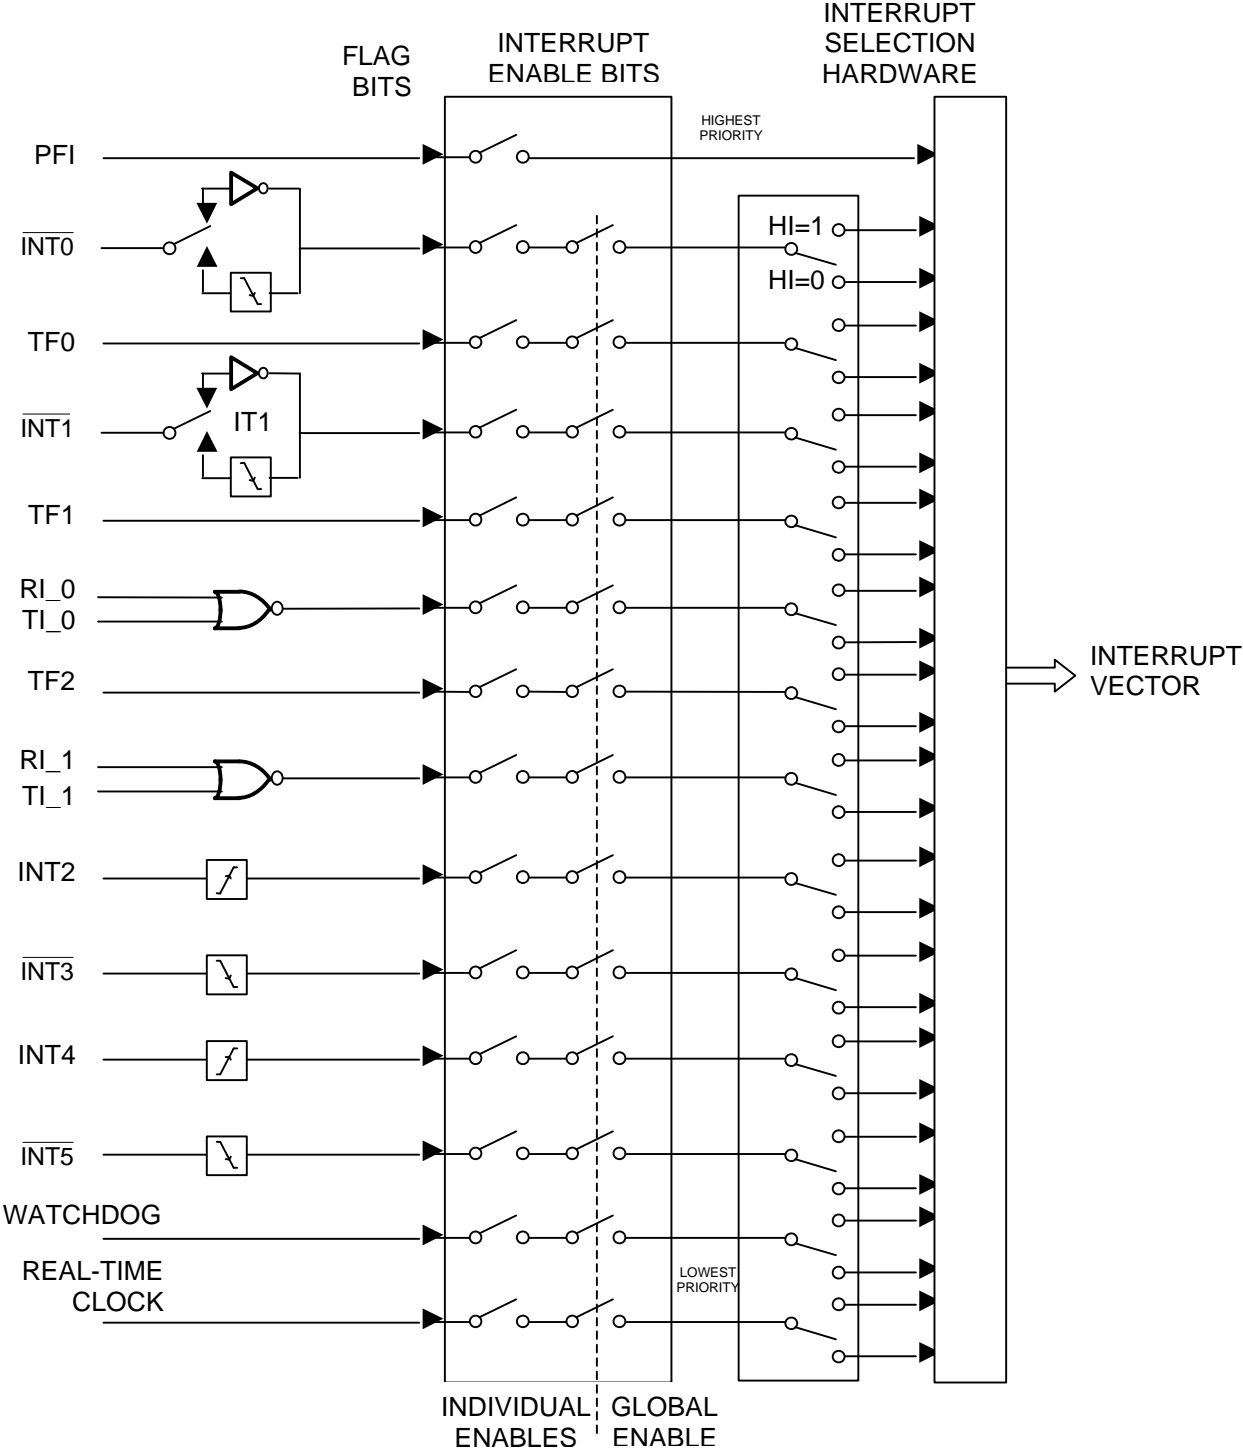 INTERRUPT
SELECTION
HARDWARE
INTERRUPT
ENABLE BITS
FLAG
BITS
HIGHEST
PRIORITY
PFI
INT0
HI=1
HI=0
TF0
INT1
IT1
TF1
RI_0
TI_0
TF2
INTERRUPT
VECTOR
RI_1
TI_1
INT2
INT3
INT4
INT5
WATCHDOG
REAL-TIME
CLOCK
LOWEST
PRIORITY
INDIVIDUAL
ENABLES
GLOBAL
ENABLE